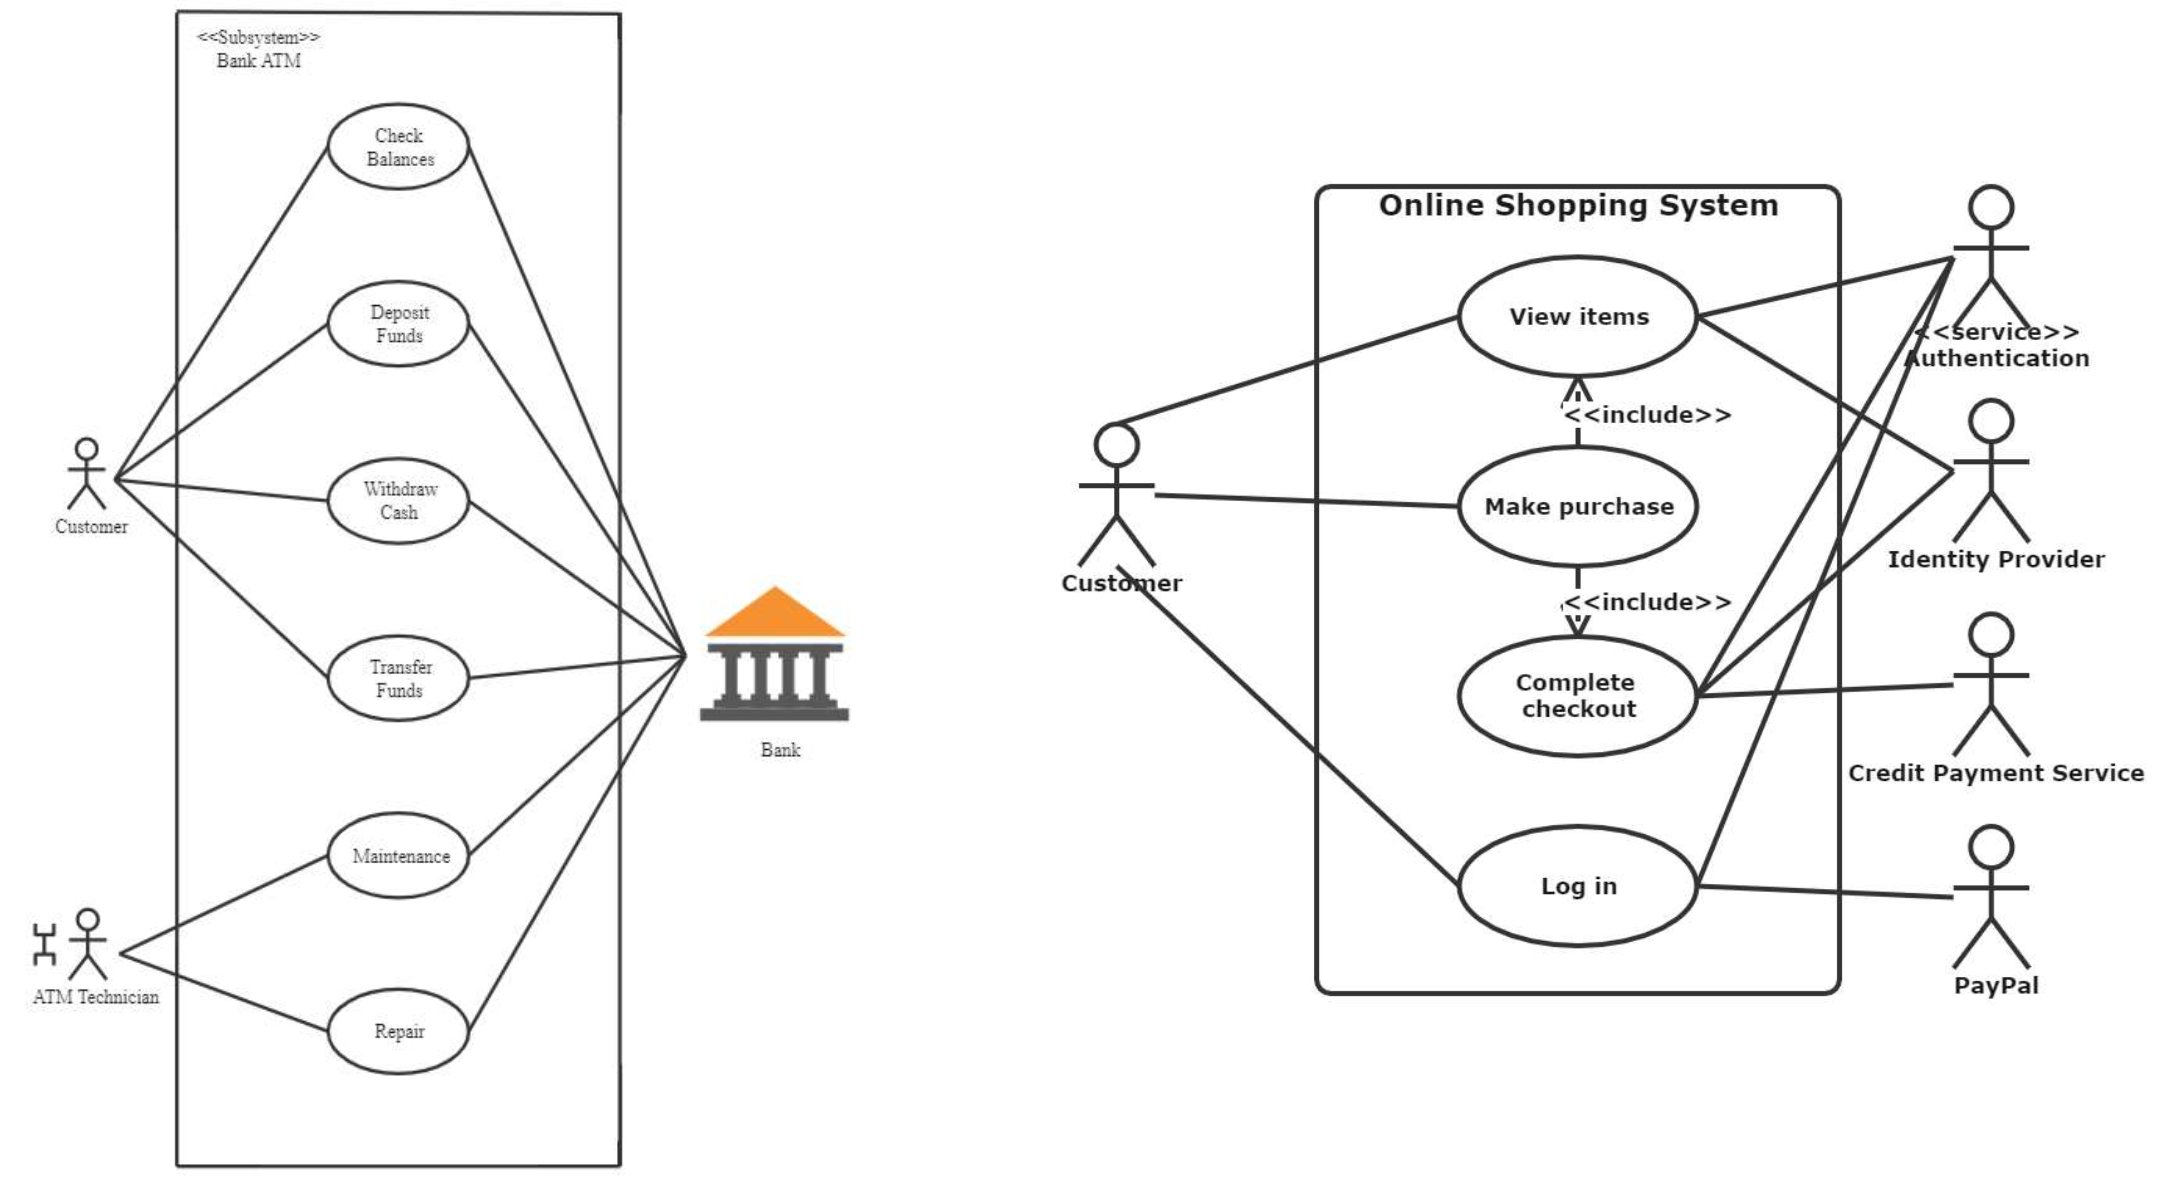 <<Subsystem>>
Bank ATM
Check
Balances
Deposit
Funds
Withdraw
Cash
Customer
Transfer
Funds
Bank
Maintenance
ATM Technician
Repair
Online Shopping System
View items
<<service>>
Authentication
<<include>>
Make purchase
Identity Provider
Customer
<<include>>
Complete
checkout
Credit Payment Service
Log in
PayPal